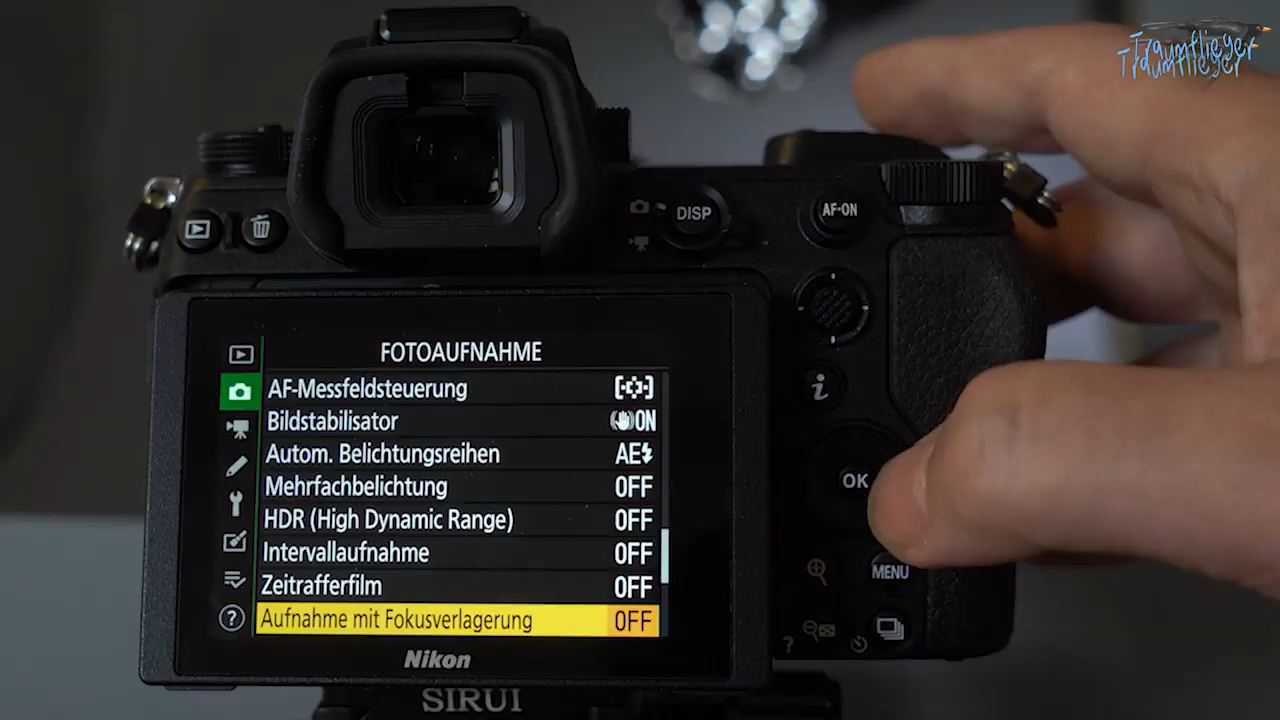 Traumflieger
Traumflieger
DISP
AF-ON
FOTOAUFNAHME
AF-Messfeldsteuerung
Bildstabilisator ON
Autom. Belichtungsreihen AE
Mehrfachbelichtung OFF
HDR (High Dynamic Range) OFF
Intervallaufnahme OFF
Zeitrafferfilm OFF
Aufnahme mit Fokusverlagerung OFF
i
OK
MENU
?
?
Nikon
SIRUI